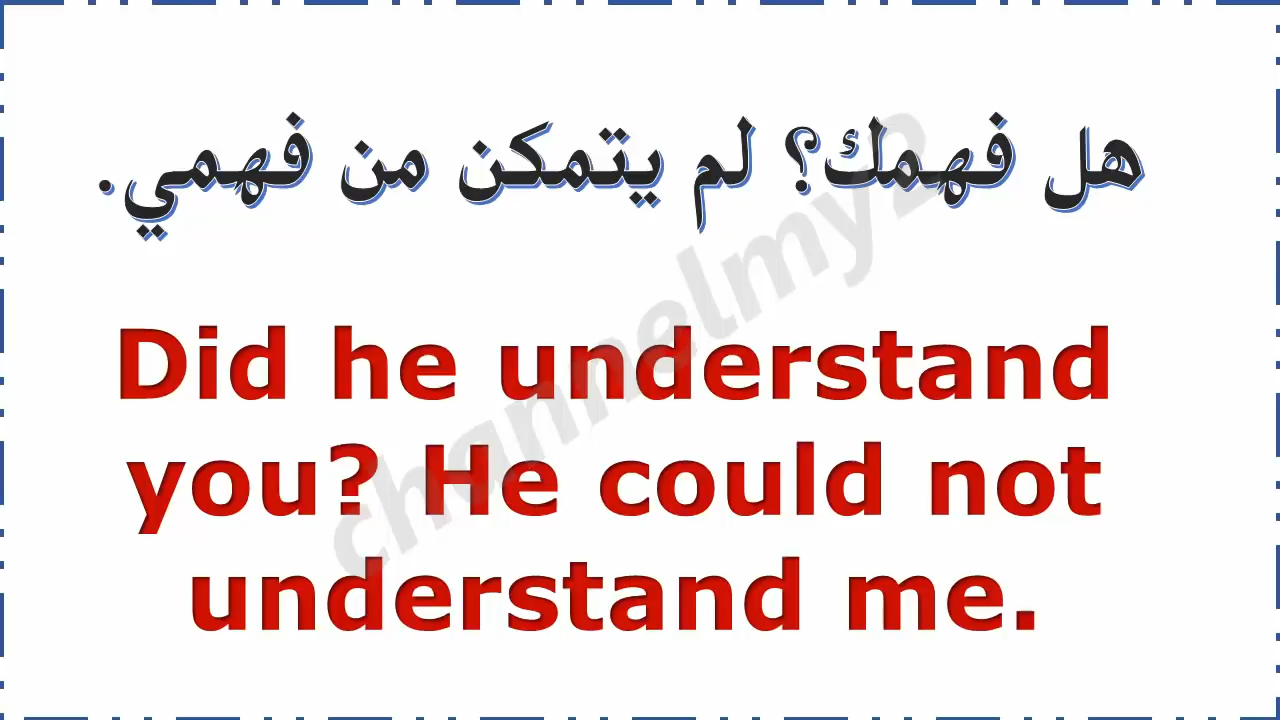 هل فهمك؟ لم يتمكن من فهمي.
Did he understand
you? He could not
understand me.
channelmy2